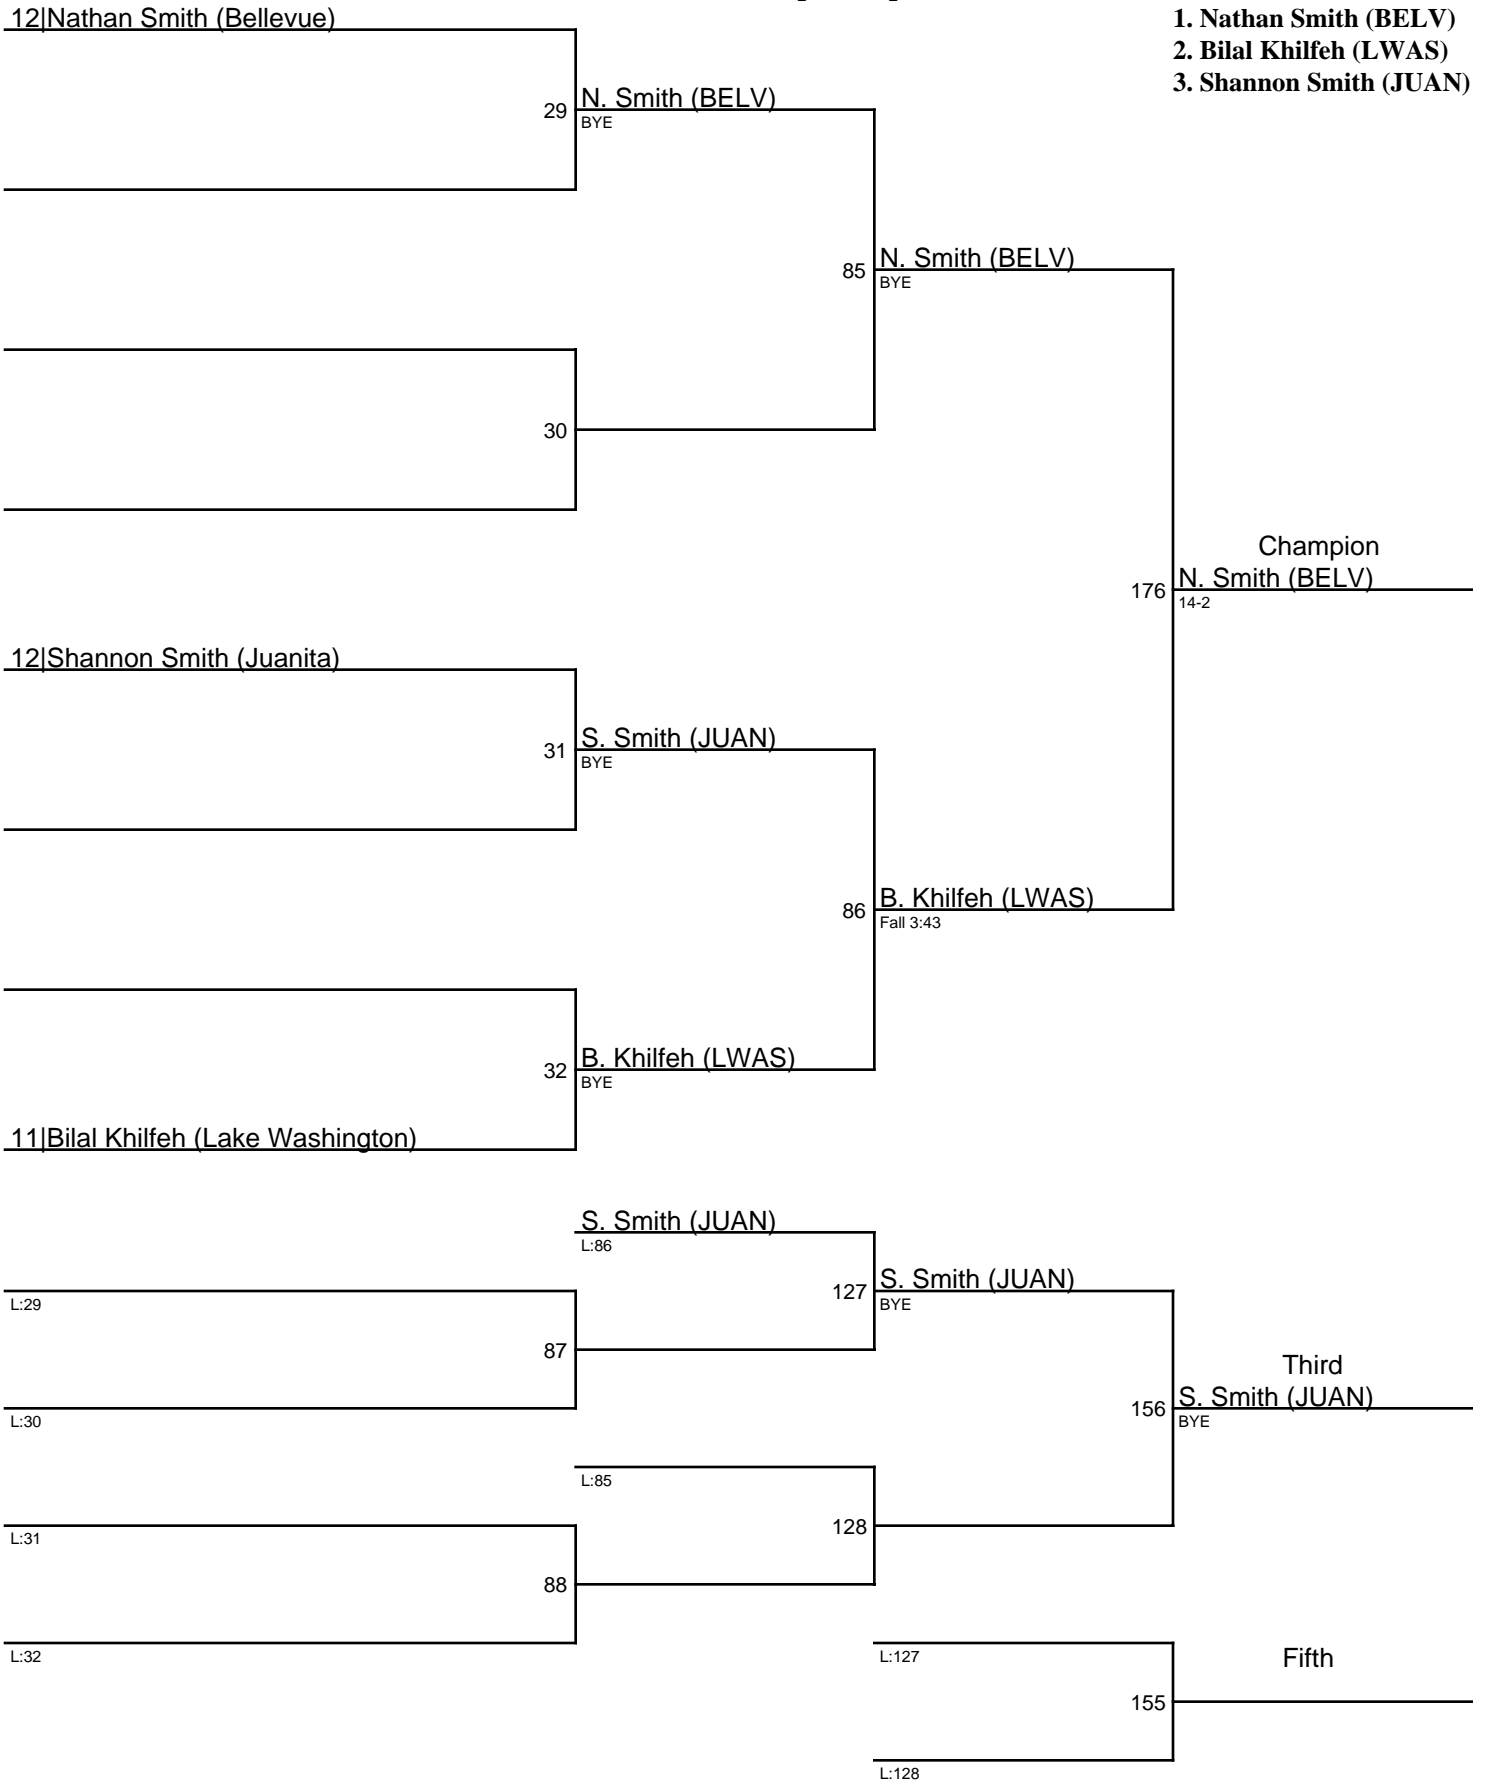 12|Nathan Smith (Bellevue)
1. Nathan Smith (BELV)
2. Bilal Khilfeh (LWAS)
3. Shannon Smith (JUAN)
29
N. Smith (BELV)
BYE
85
N. Smith (BELV)
BYE
30
Champion
176
N. Smith (BELV)
14-2
12|Shannon Smith (Juanita)
31
S. Smith (JUAN)
BYE
86
B. Khilfeh (LWAS)
Fall 3:43
32
B. Khilfeh (LWAS)
BYE
11|Bilal Khilfeh (Lake Washington)
S. Smith (JUAN)
L:86
127
S. Smith (JUAN)
BYE
L:29
87
Third
156
S. Smith (JUAN)
BYE
L:30
L:85
128
L:31
88
L:32
L:127
Fifth
155
L:128